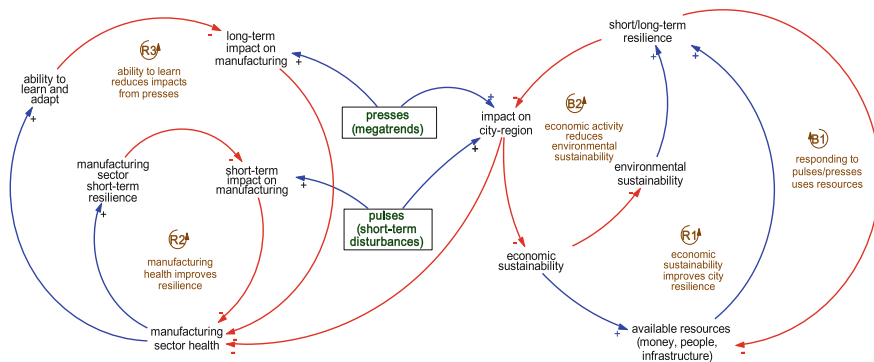 long-term
impact on
manufacturing
-
+
R3
ability to learn
reduces impacts
from presses
ability to
learn and
adapt
+
presses
(megatrends)
+
-
impact on
city-region
+
short/long-term
resilience
+
+
B2
economic activity
reduces
environmental
sustainability
B1
responding to
pulses/presses
uses resources
manufacturing
sector
short-term
resilience
+
-
short-term
impact on
manufacturing
+
pulses
(short-term
disturbances)
environmental
sustainability
-
R2
manufacturing
health improves
resilience
-
economic
sustainability
R1
economic
sustainability
improves city
resilience
-
-
-
manufacturing
sector health
+
available resources
(money, people,
infrastructure)
-